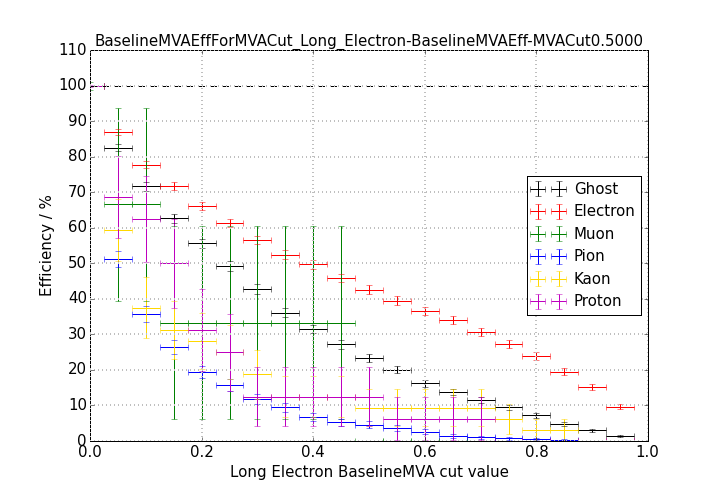 BaselineMVAEffForMVACut_Long_Electron-BaselineMVAEff-MVACut0.5000
110
100
90
80
70
60
50
40
30
20
10
0
Efficiency / %
Ghost
Electron
Muon
Pion
Kaon
Proton
0.0 0.2 0.4 0.6 0.8 1.0
Long Electron BaselineMVA cut value